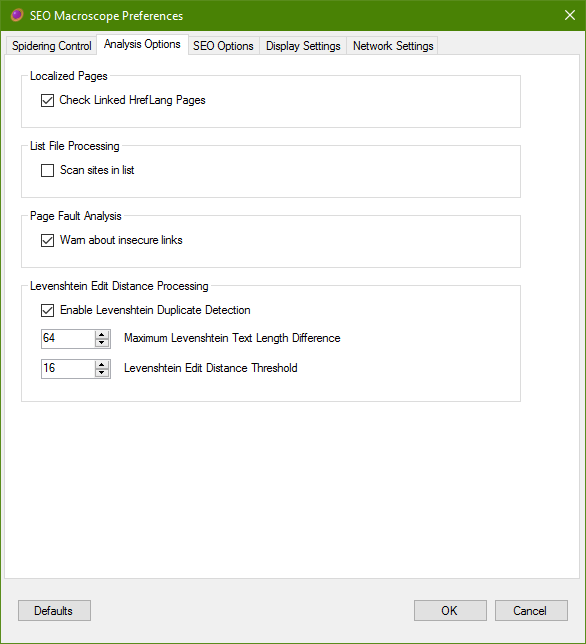 SEO Macroscope Preferences
Spidering Control Analysis Options SEO Options Display Settings Network Settings
Localized Pages
Check Linked HrefLang Pages
List File Processing
Scan sites in list
Page Fault Analysis
Warn about insecure links
Levenshtein Edit Distance Processing
Enable Levenshtein Duplicate Detection
64 Maximum Levenshtein Text Length Difference
16 Levenshtein Edit Distance Threshold
Defaults OK Cancel